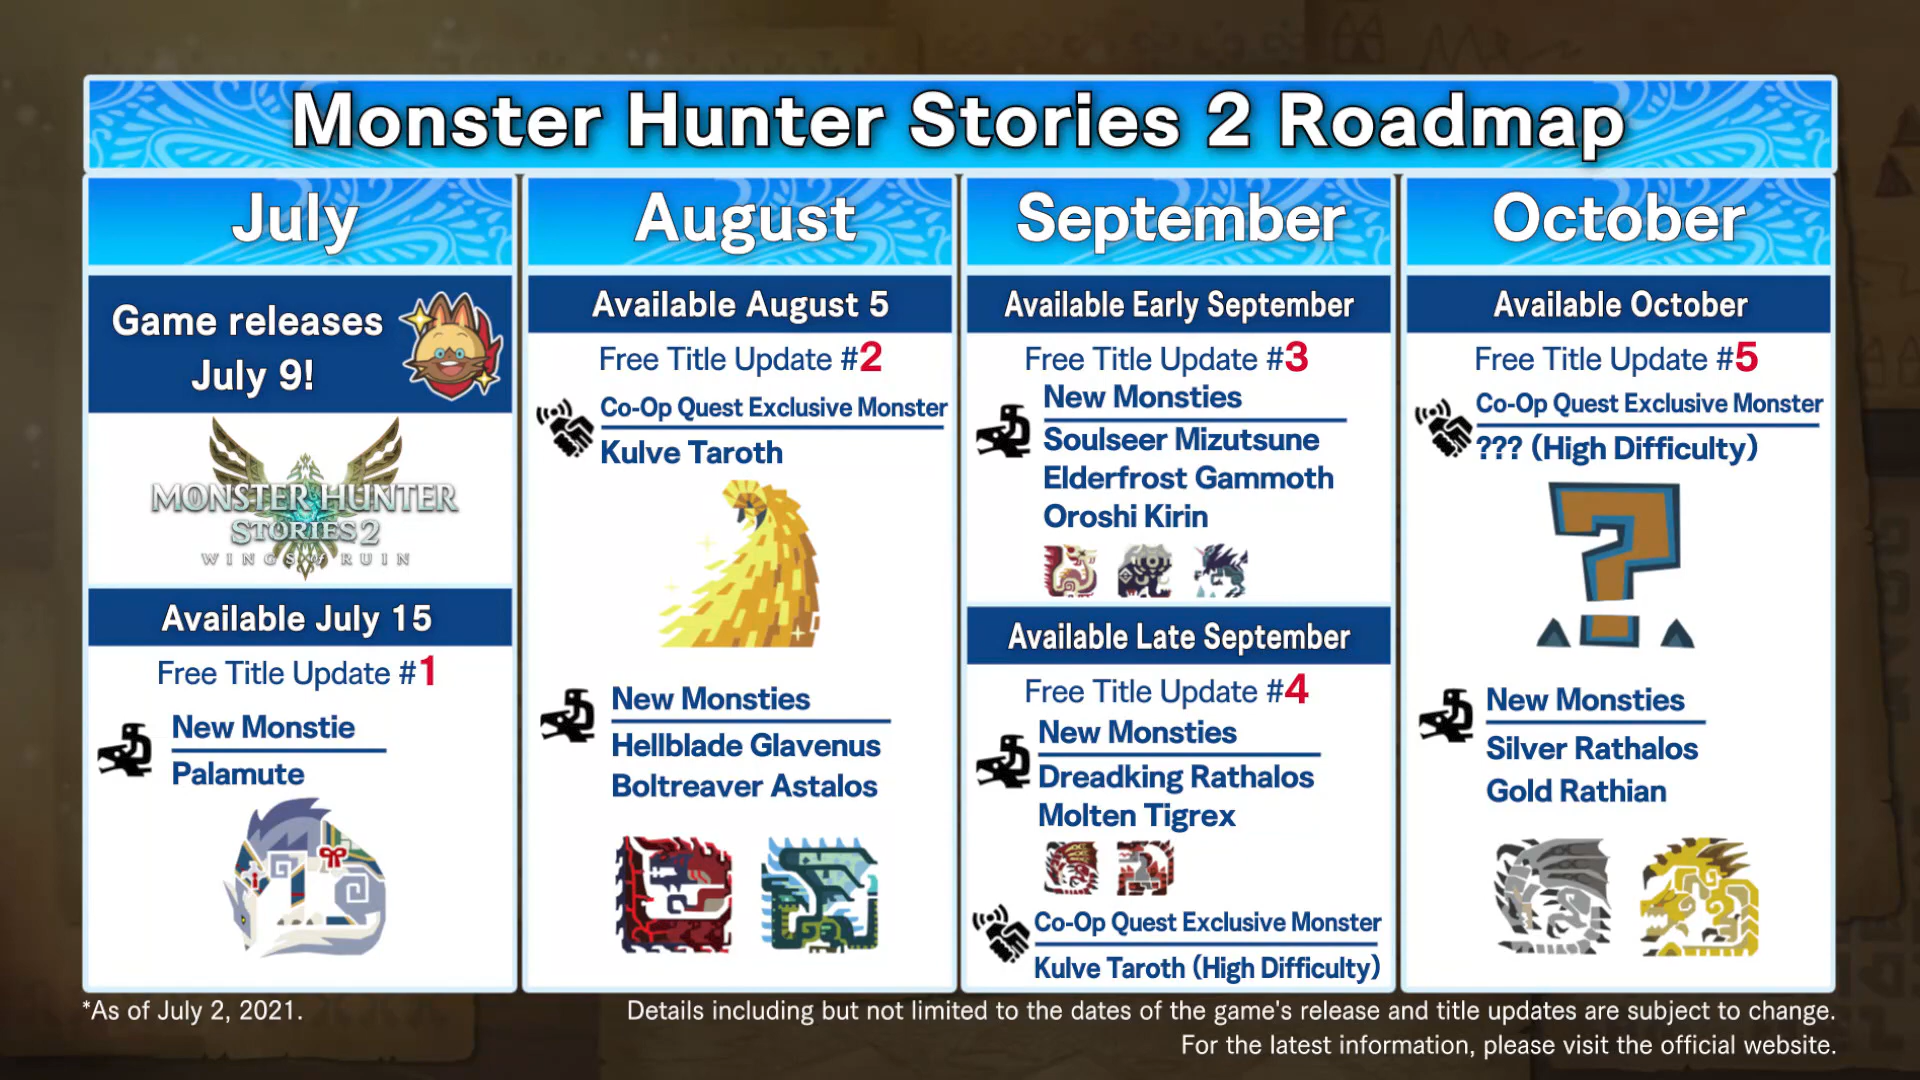 Monster Hunter Stories 2 Roadmap
July
Game releases
July 9!
MONSTER HUNTER
STORIES 2
WINGS OF RUIN
Available July 15
Free Title Update #1
New Monstie
Palamute
August
Available August 5
Free Title Update #2
Co-Op Quest Exclusive Monster
Kulve Taroth
New Monsties
Hellblade Glavenus
Boltreaver Astalos
September
Available Early September
Free Title Update #3
New Monsties
Soulseer Mizutsune
Elderfrost Gammoth
Oroshi Kirin
Available Late September
Free Title Update #4
New Monsties
Dreadking Rathalos
Molten Tigrex
Co-Op Quest Exclusive Monster
Kulve Taroth (High Difficulty)
October
Available October
Free Title Update #5
Co-Op Quest Exclusive Monster
??? (High Difficulty)
?
New Monsties
Silver Rathalos
Gold Rathian
*As of July 2, 2021.
Details including but not limited to the dates of the game's release and title updates are subject to change.
For the latest information, please visit the official website.